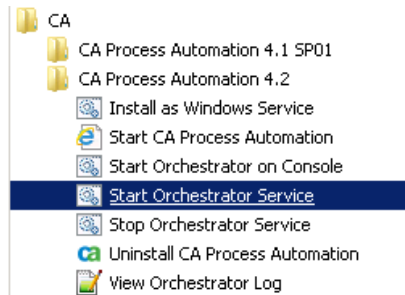 CA
CA Process Automation 4.1 SP01
CA Process Automation 4.2
Install as Windows Service
Start CA Process Automation
Start Orchestrator on Console
Start Orchestrator Service
Stop Orchestrator Service
ca Uninstall CA Process Automation
View Orchestrator Log